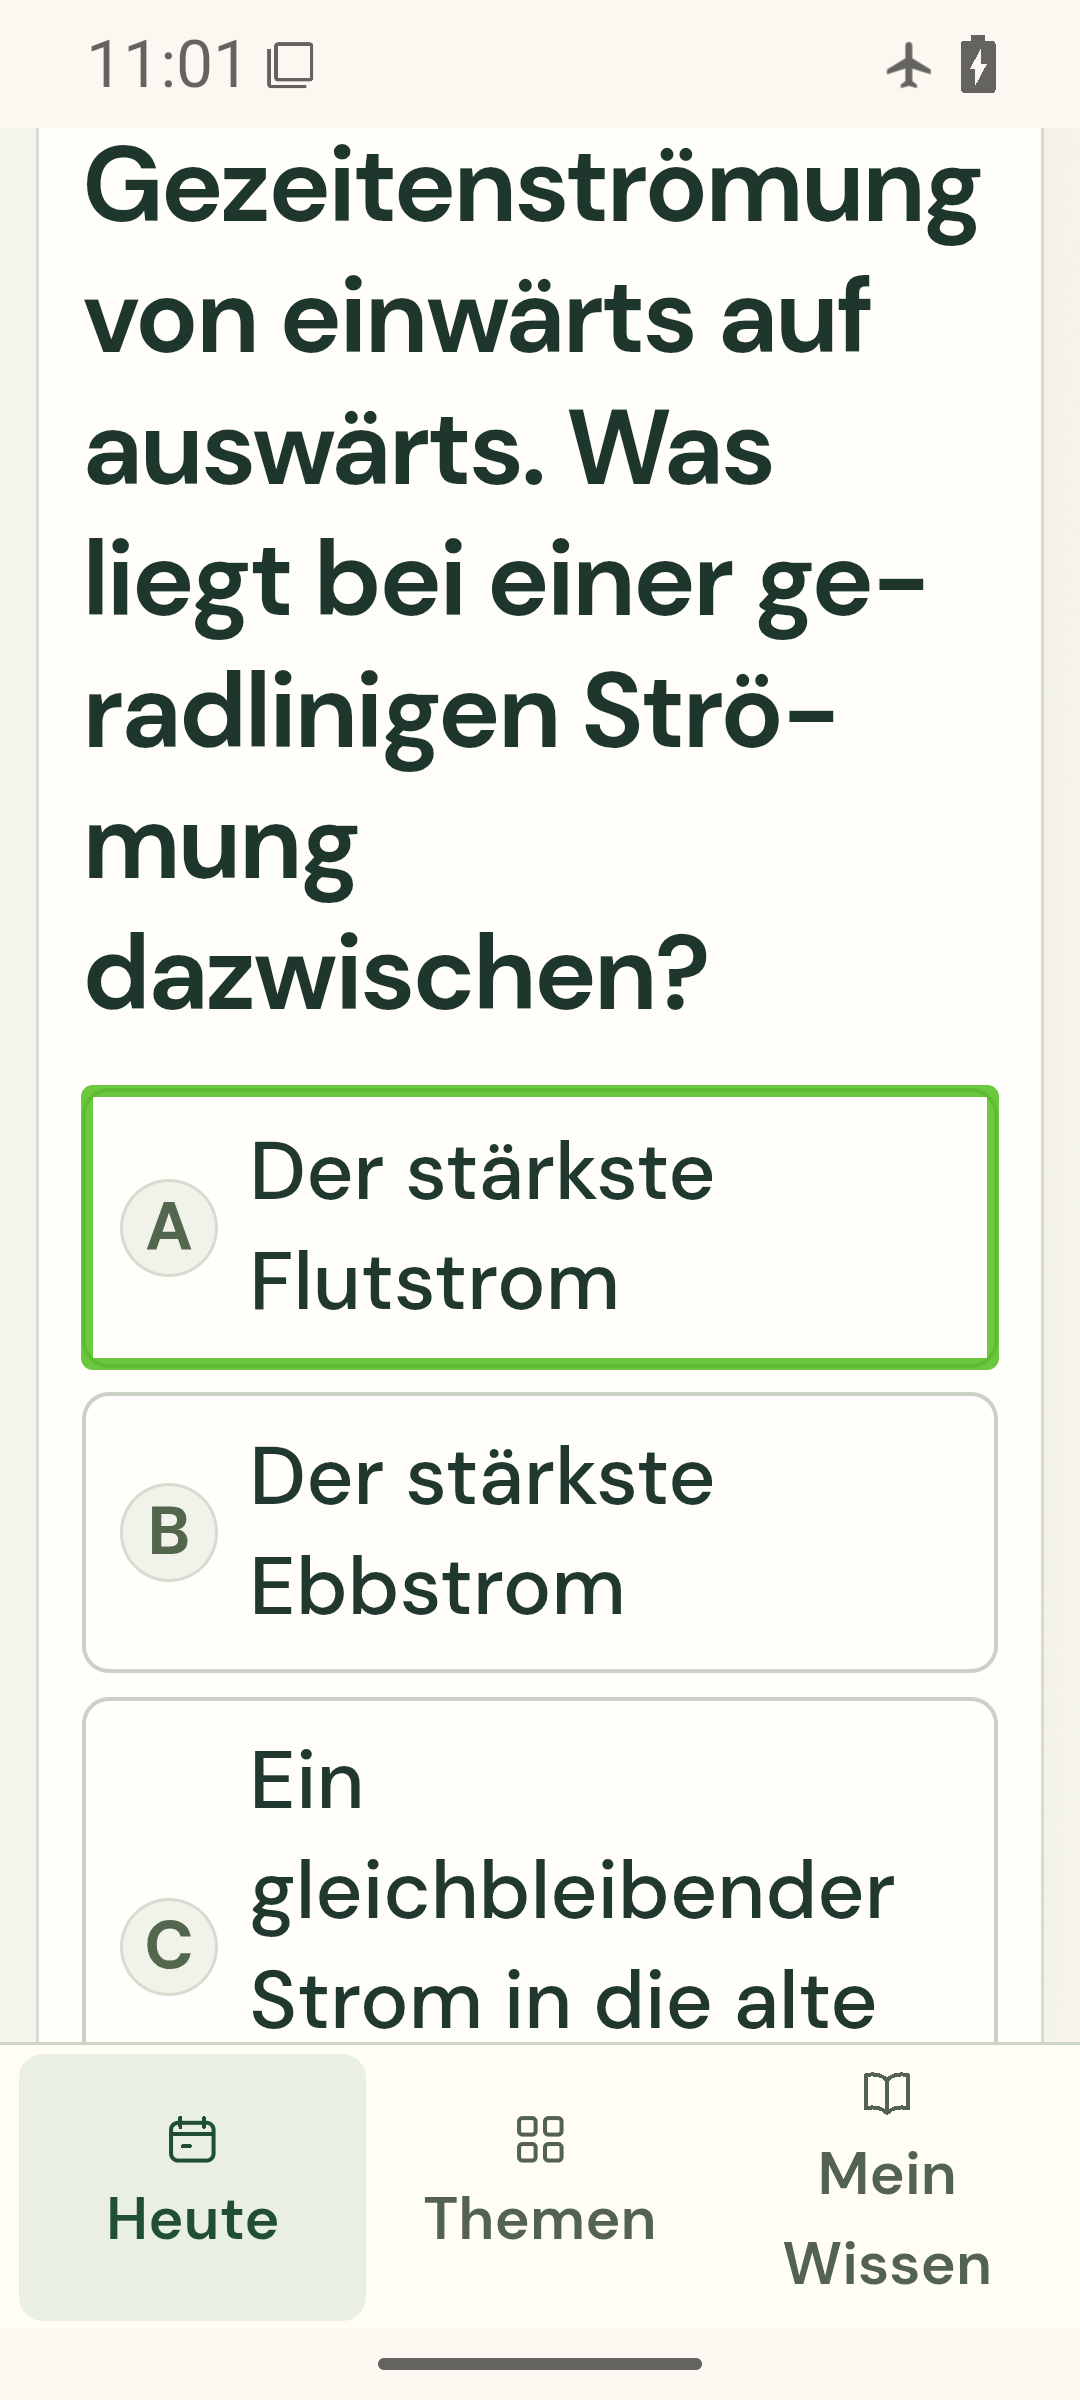 11:01
Gezeitenströmung
von einwärts auf
auswärts. Was
liegt bei einer ge-
radlinigen Strö-
mung
dazwischen?
A
Der stärkste
Flutstrom
B
Der stärkste
Ebbstrom
C
Ein
gleichbleibender
Strom in die alte
Heute
Themen
Mein
Wissen